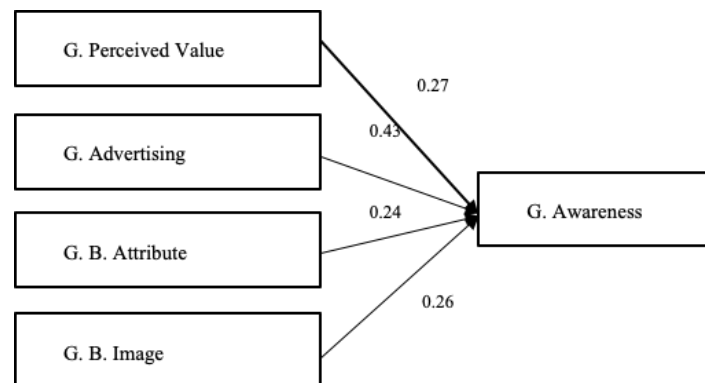 G. Perceived Value
0.27
0.43
G. Advertising
G. Awareness
0.24
G. B. Attribute
0.26
G. B. Image